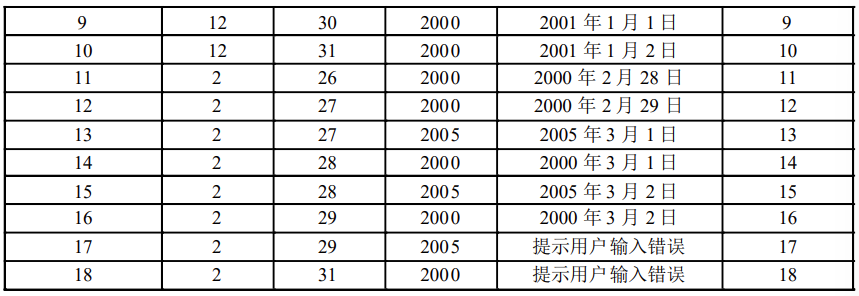 9 12 30 2000 2001 年 1 月 1 日 9
10 12 31 2000 2001 年 1 月 2 日 10
11 2 26 2000 2000 年 2 月 28 日 11
12 2 27 2000 2000 年 2 月 29 日 12
13 2 27 2005 2005 年 3 月 1 日 13
14 2 28 2000 2000 年 3 月 1 日 14
15 2 28 2005 2005 年 3 月 2 日 15
16 2 29 2000 2000 年 3 月 2 日 16
17 2 29 2005 提示用户输入错误 17
18 2 31 2000 提示用户输入错误 18